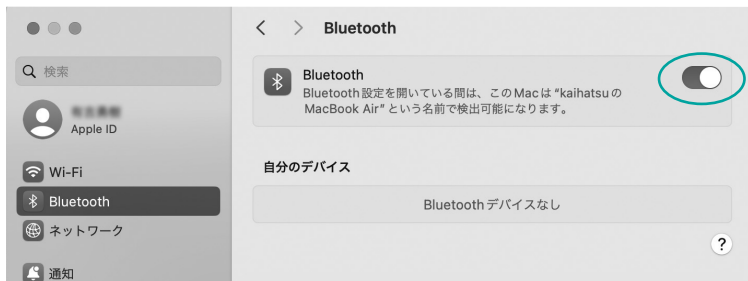 Bluetooth
検索
Bluetooth
Bluetooth設定を開いている間は、このMacは“kaihatsuの
MacBook Air”という名前で検出可能になります。
Apple ID
Wi-Fi
自分のデバイス
Bluetooth
Bluetoothデバイスなし
ネットワーク
?
通知